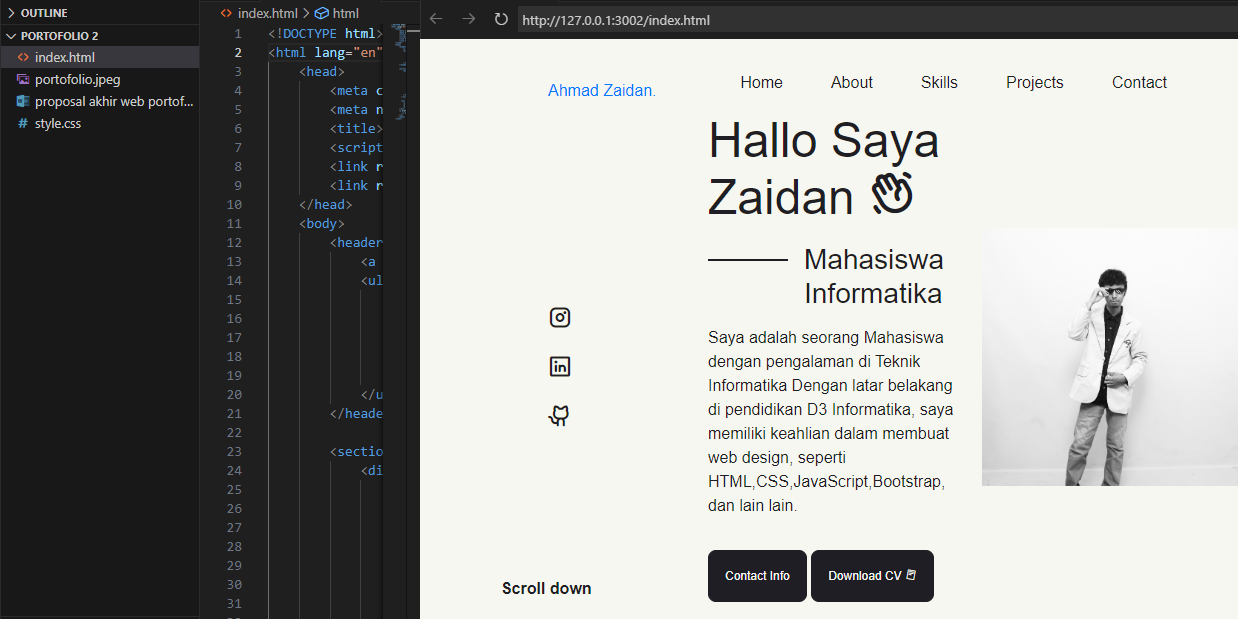 OUTLINE
PORTOFOLIO 2
index.html
portofolio.jpeg
proposal akhir web portof...
style.css
index.html > html
1 <!DOCTYPE html>
2 <html lang="en"
3 <head>
4 <meta c
5 <meta n
6 <title>
7 <script
8 <link r
9 <link r
10 </head>
11 <body>
12 <header
13 <a
14 <ul
15
16
17
18
19
20 </u
21 </heade
22
23 <sectio
24 <di
25
26
27
28
29
30
31
http://127.0.0.1:3002/index.html
Ahmad Zaidan.
Home About Skills Projects Contact
Hallo Saya
Zaidan
Mahasiswa
Informatika
Saya adalah seorang Mahasiswa
dengan pengalaman di Teknik
Informatika Dengan latar belakang
di pendidikan D3 Informatika, saya
memiliki keahlian dalam membuat
web design, seperti
HTML,CSS,JavaScript,Bootstrap,
dan lain lain.
Contact Info
Download CV
Scroll down